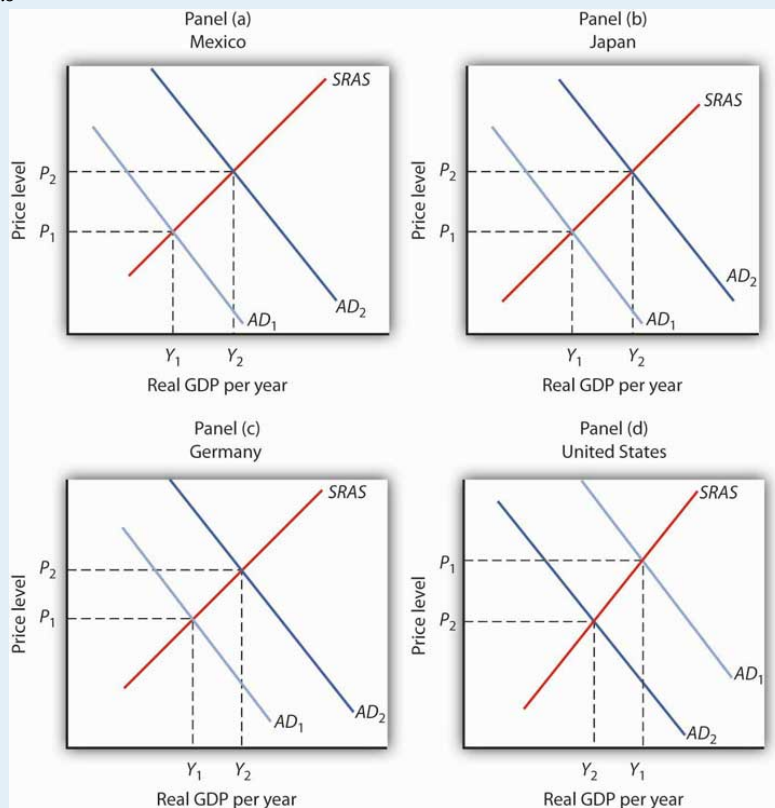 Panel (a)
Mexico
SRAS
Price level
P2
P1
AD2
AD1
Y1 Y2
Real GDP per year
Panel (b)
Japan
SRAS
Price level
P2
P1
AD2
AD1
Y1 Y2
Real GDP per year
Panel (c)
Germany
SRAS
Price level
P2
P1
AD1
AD2
Y1 Y2
Real GDP per year
Panel (d)
United States
SRAS
Price level
P1
P2
AD1
AD2
Y2 Y1
Real GDP per year